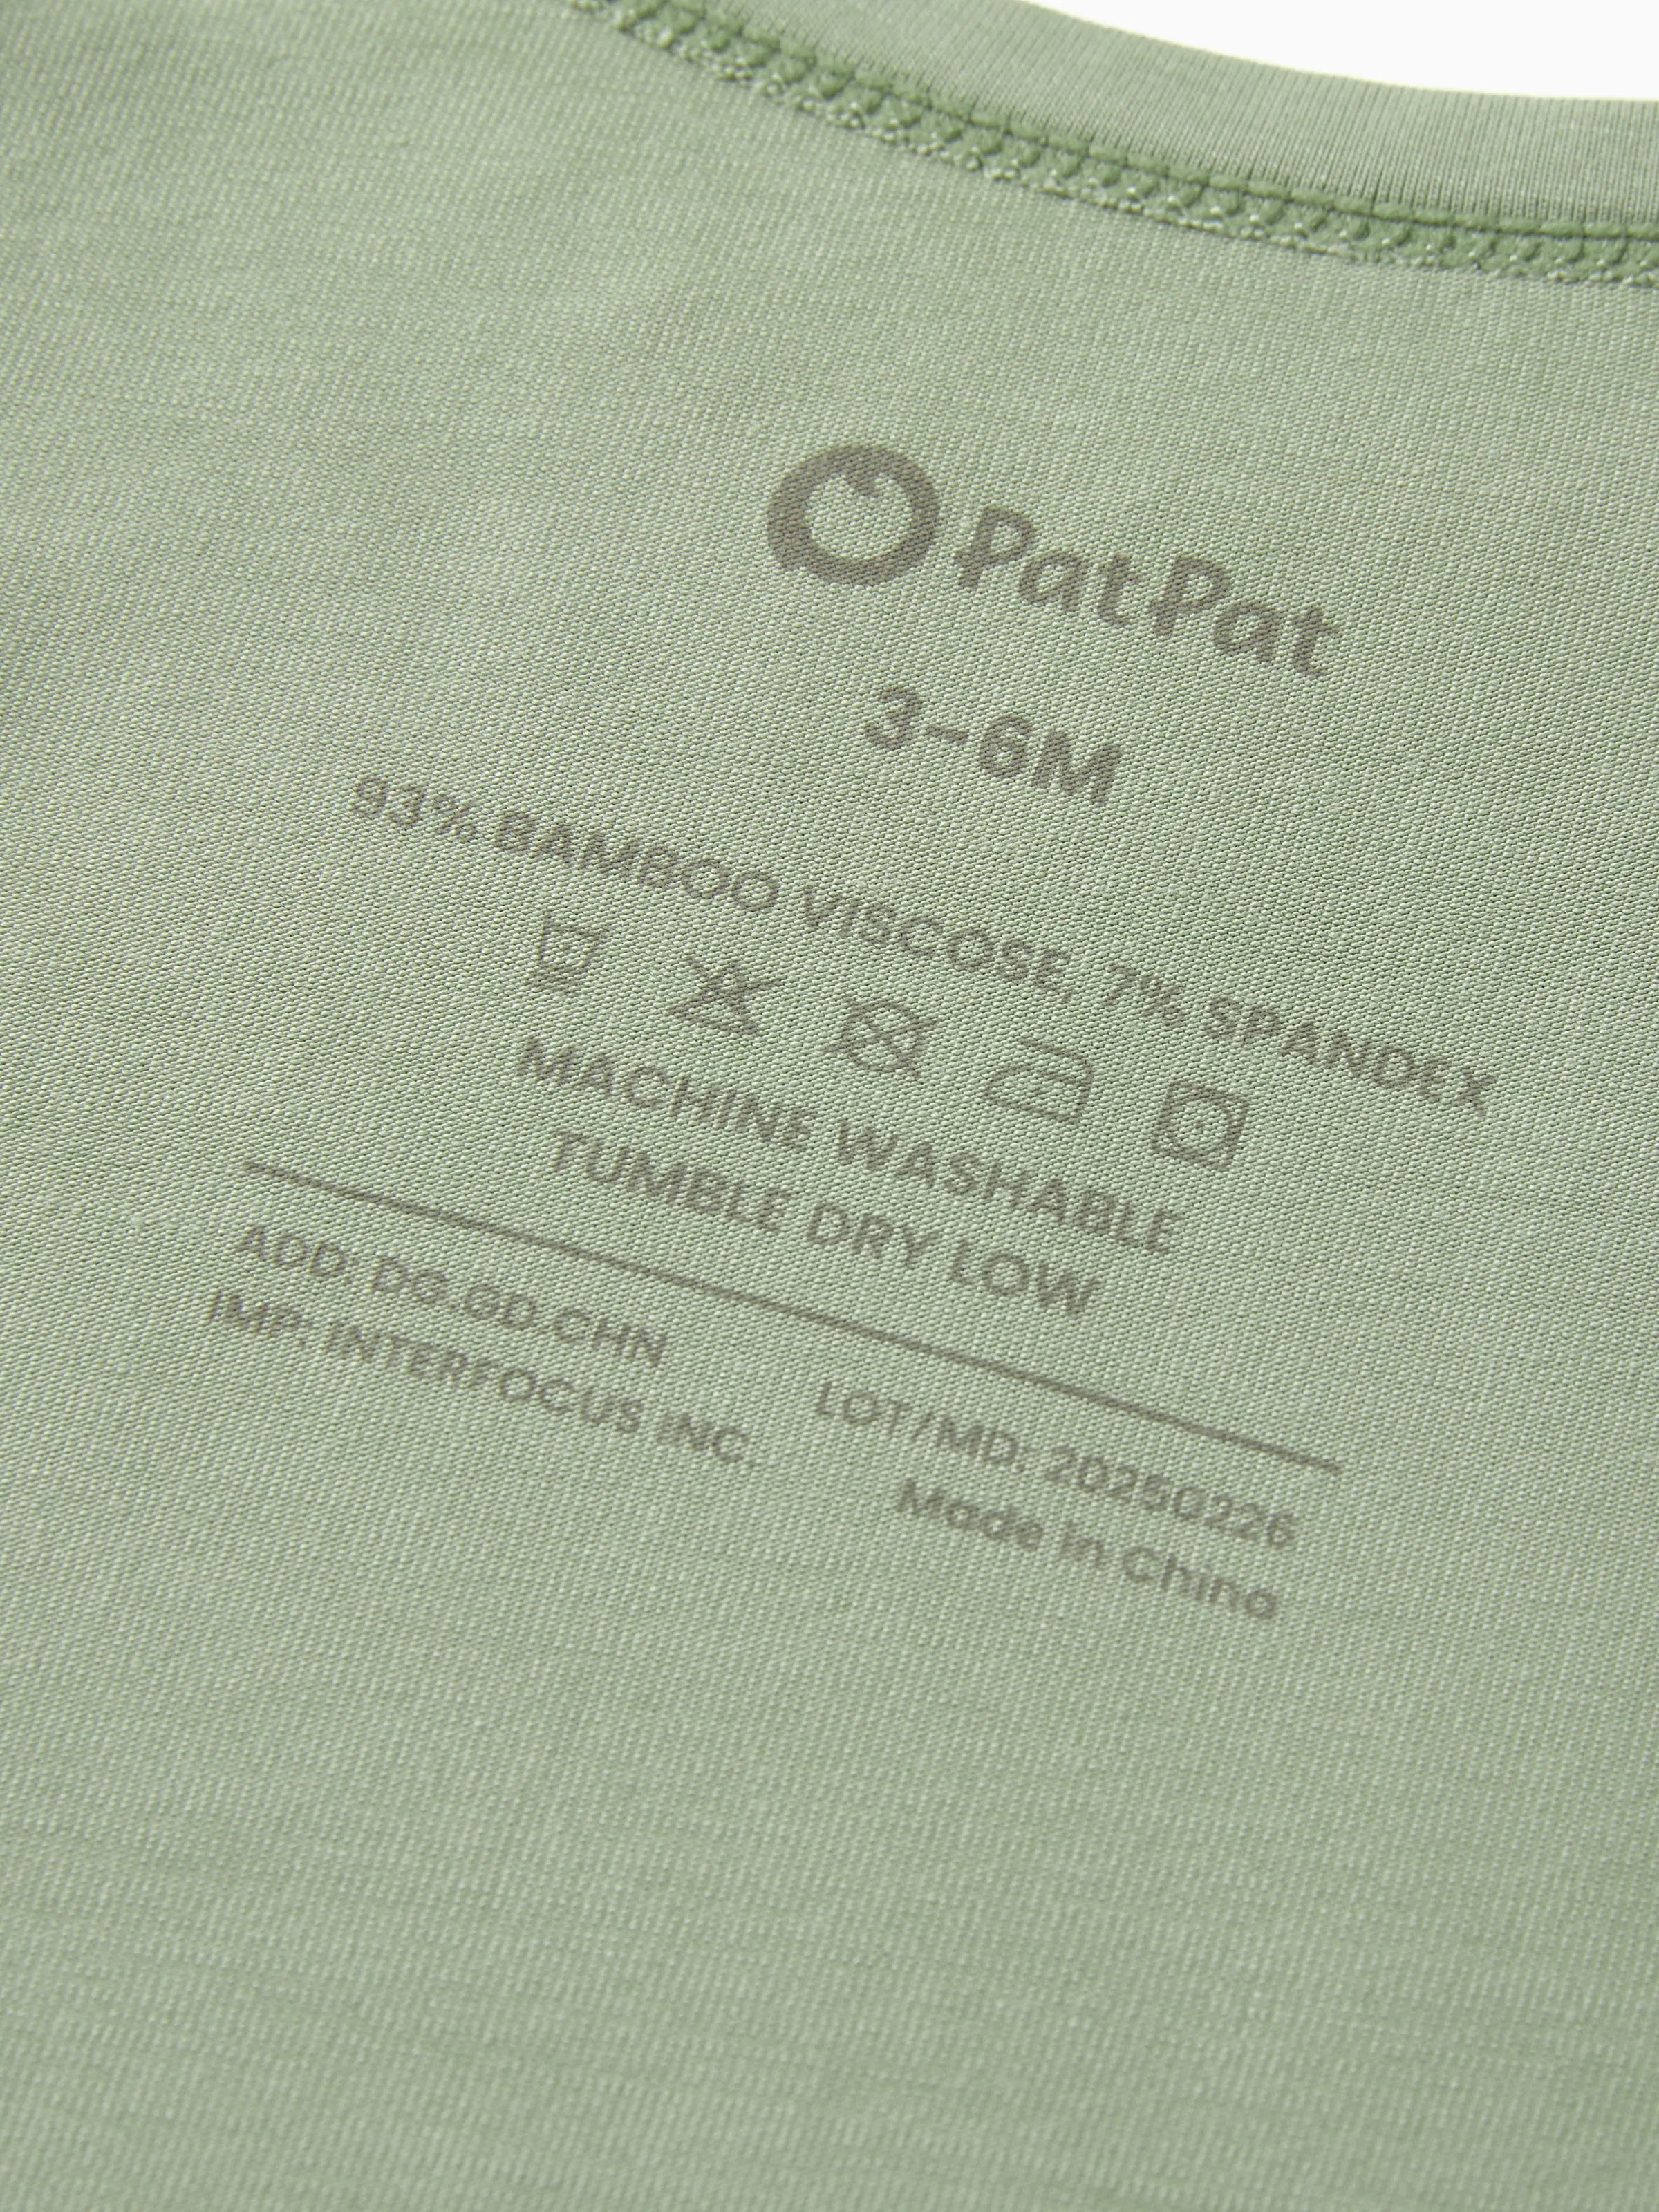 PatPat
3-6M
93% BAMBOO VISCOSE, 7% SPANDEX
MACHINE WASHABLE
TUMBLE DRY LOW
ADD: DG.GD.CHN
LOT/MD: 20250226
IMP: INTERFOCUS INC.
Made in China